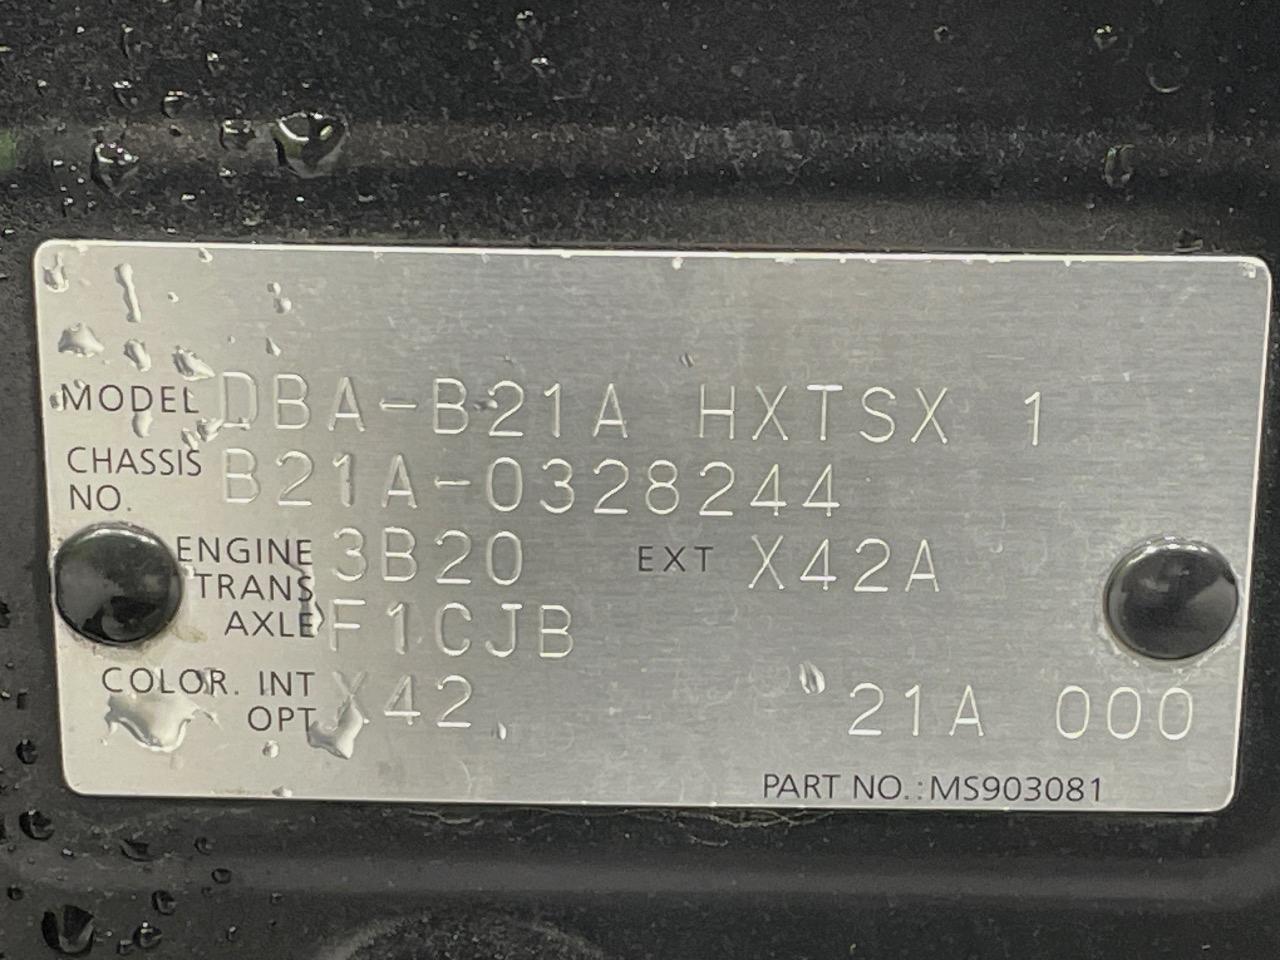 MODEL DBA-B21A HXTSX 1
CHASSIS NO. B21A-0328244
ENGINE 3B20 EXT X42A
TRANS AXLE F1CJB
COLOR. INT OPT X42 21A 000
PART NO.:MS903081